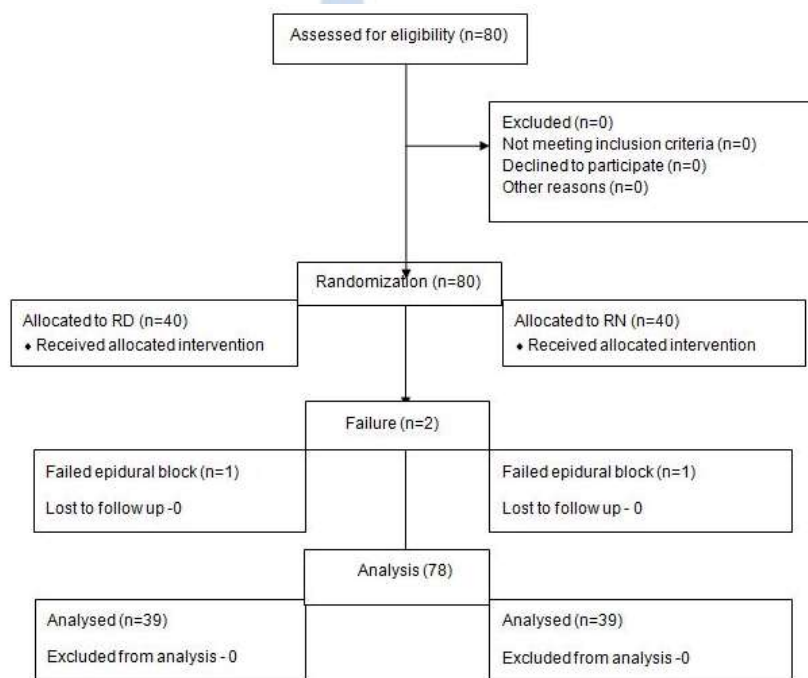 Assessed for eligibility (n=80)
Excluded (n=0)
Not meeting inclusion criteria (n=0)
Declined to participate (n=0)
Other reasons (n=0)
Randomization (n=80)
Allocated to RD (n=40)
♦ Received allocated intervention
Allocated to RN (n=40)
♦ Received allocated intervention
Failure (n=2)
Failed epidural block (n=1)
Lost to follow up -0
Failed epidural block (n=1)
Lost to follow up - 0
Analysis (78)
Analysed (n=39)
Excluded from analysis - 0
Analysed (n=39)
Excluded from analysis -0